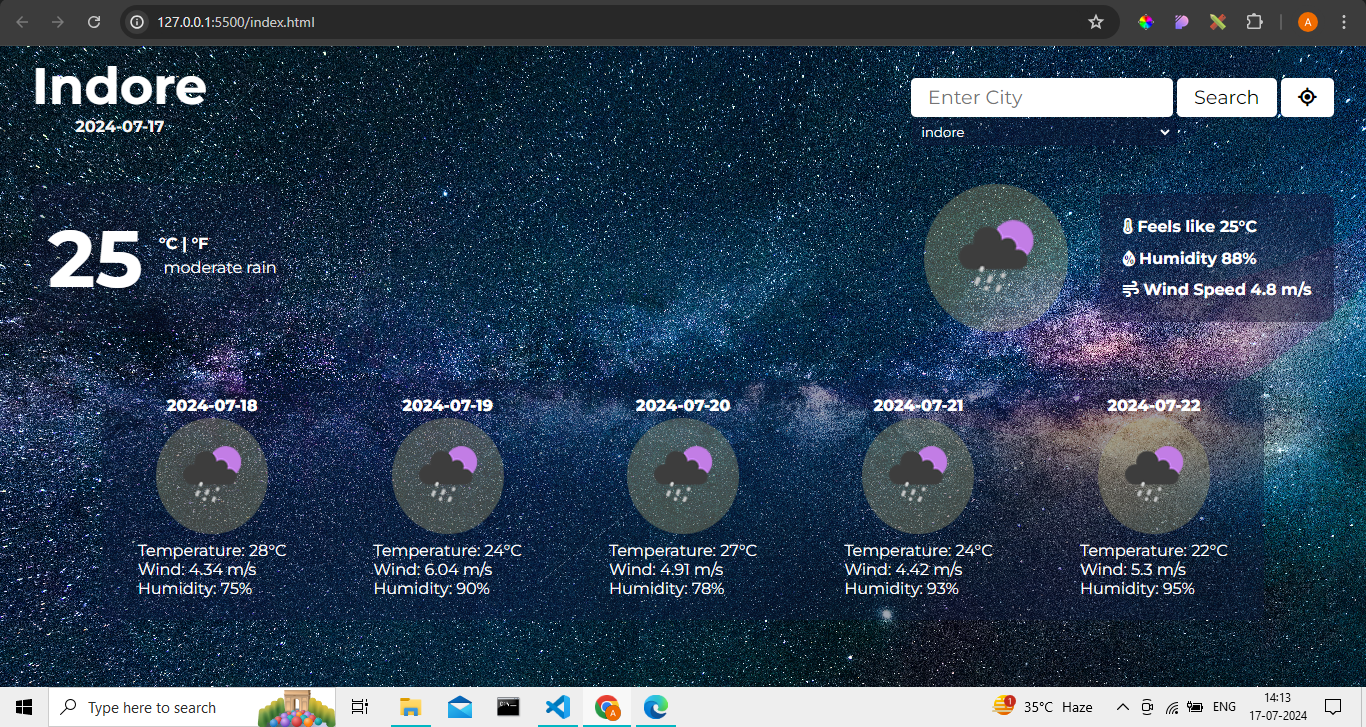 127.0.0.1:5500/index.html
A
Indore
2024-07-17
Enter City
Search
indore
25
°C | °F
moderate rain
Feels like 25°C
Humidity 88%
Wind Speed 4.8 m/s
2024-07-18
2024-07-19
2024-07-20
2024-07-21
2024-07-22
Temperature: 28°C
Wind: 4.34 m/s
Humidity: 75%
Temperature: 24°C
Wind: 6.04 m/s
Humidity: 90%
Temperature: 27°C
Wind: 4.91 m/s
Humidity: 78%
Temperature: 24°C
Wind: 4.42 m/s
Humidity: 93%
Temperature: 22°C
Wind: 5.3 m/s
Humidity: 95%
Type here to search
A
1
35°C Haze
ENG
14:13
17-07-2024